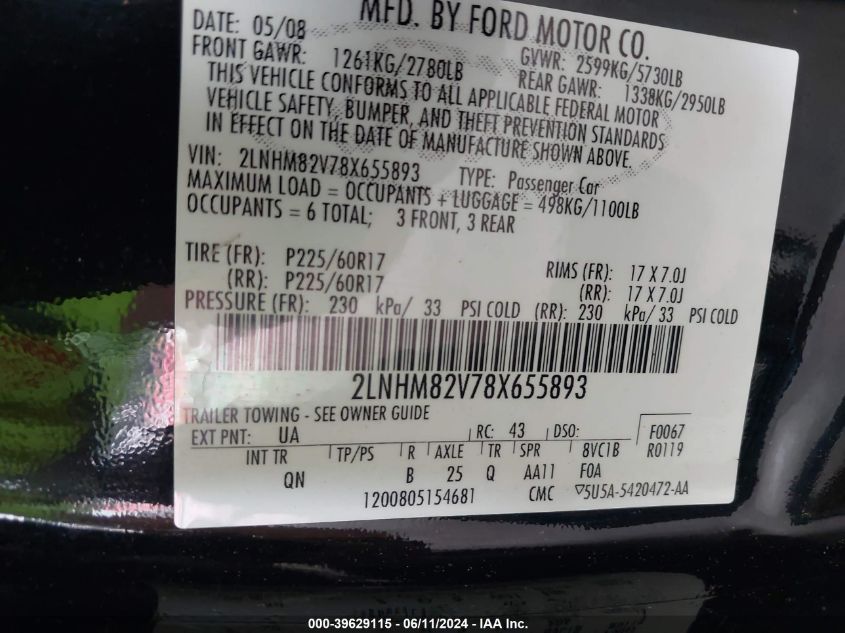 MFD. BY FORD MOTOR CO.
DATE: 05/08 GVWR: 2599KG/5730LB
FRONT GAWR: 1261KG/2780LB REAR GAWR: 1338KG/2950LB
THIS VEHICLE CONFORMS TO ALL APPLICABLE FEDERAL MOTOR
VEHICLE SAFETY, BUMPER, AND THEFT PREVENTION STANDARDS
IN EFFECT ON THE DATE OF MANUFACTURE SHOWN ABOVE.
VIN: 2LNHM82V78X655893 TYPE: Passenger Car
MAXIMUM LOAD = OCCUPANTS + LUGGAGE = 498KG/1100LB
OCCUPANTS = 6 TOTAL; 3 FRONT, 3 REAR
TIRE (FR): P225/60R17 RIMS (FR): 17 X 7.0J
(RR): P225/60R17 (RR): 17 X 7.0J
PRESSURE (FR): 230 kPa/ 33 PSI COLD (RR): 230 kPa/ 33 PSI COLD
2LNHM82V78X655893
TRAILER TOWING - SEE OWNER GUIDE
EXT PNT: UA RC: 43 DSO: F0067
R0119
INT TR TP/PS R AXLE TR SPR 8VC1B
QN B 25 Q AA11 FOA
1200805154681 CMC ▽5U5A-5420472-AA
000-39629115 - 06/11/2024 - IAA Inc.